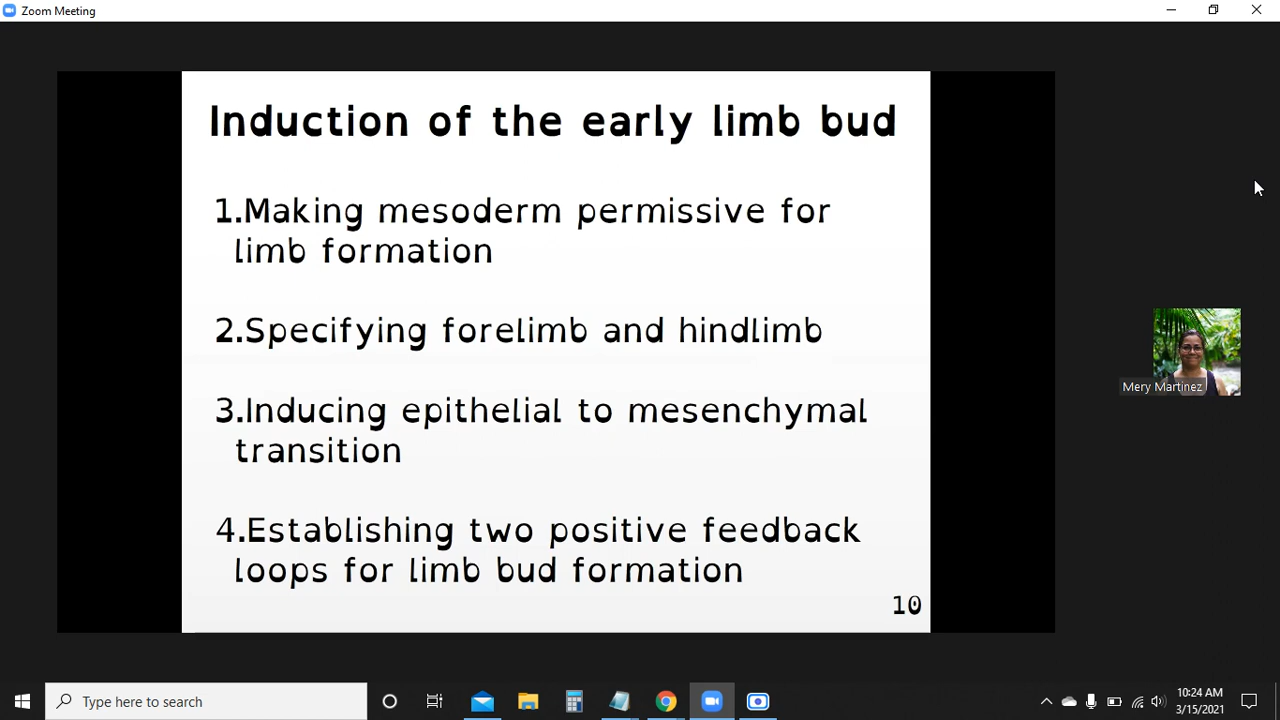 Zoom Meeting
Induction of the early limb bud
1.Making mesoderm permissive for
limb formation
2.Specifying forelimb and hindlimb
3.Inducing epithelial to mesenchymal
transition
4.Establishing two positive feedback
loops for limb bud formation
10
Mery Martinez
Type here to search
10:24 AM
3/15/2021